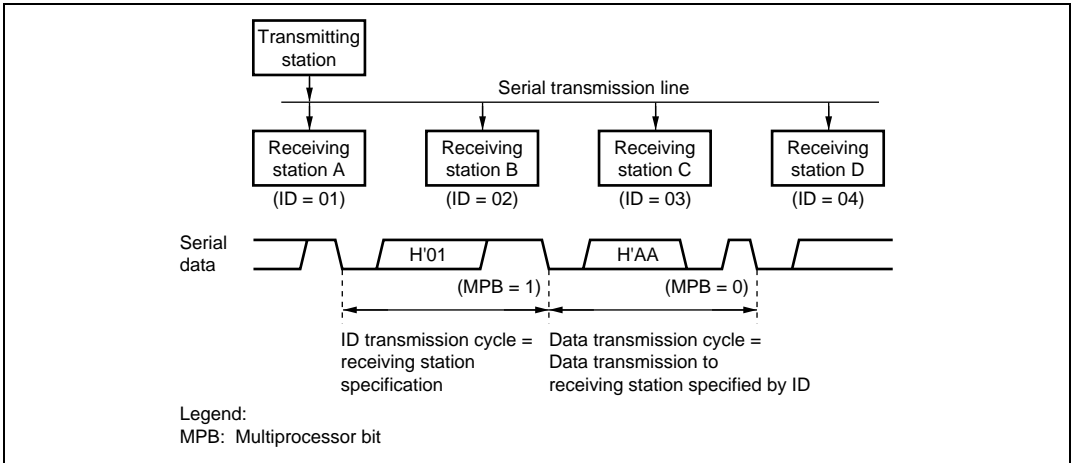 Transmitting
station
Serial transmission line
Receiving
station A
Receiving
station B
Receiving
station C
Receiving
station D
(ID = 01)
(ID = 02)
(ID = 03)
(ID = 04)
Serial
data
H'01
H'AA
(MPB = 1)
(MPB = 0)
ID transmission cycle =
receiving station
specification
Data transmission cycle =
Data transmission to
receiving station specified by ID
Legend:
MPB: Multiprocessor bit